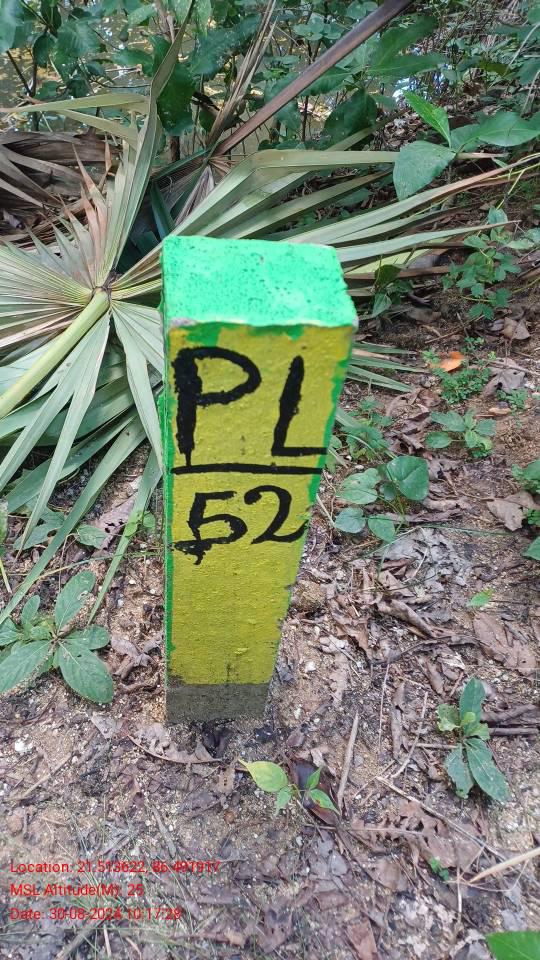 PL
52
Location: 21.513622, 86.497917
MSL Altitude(M): 25
Date: 30-08-2024 10:17:28